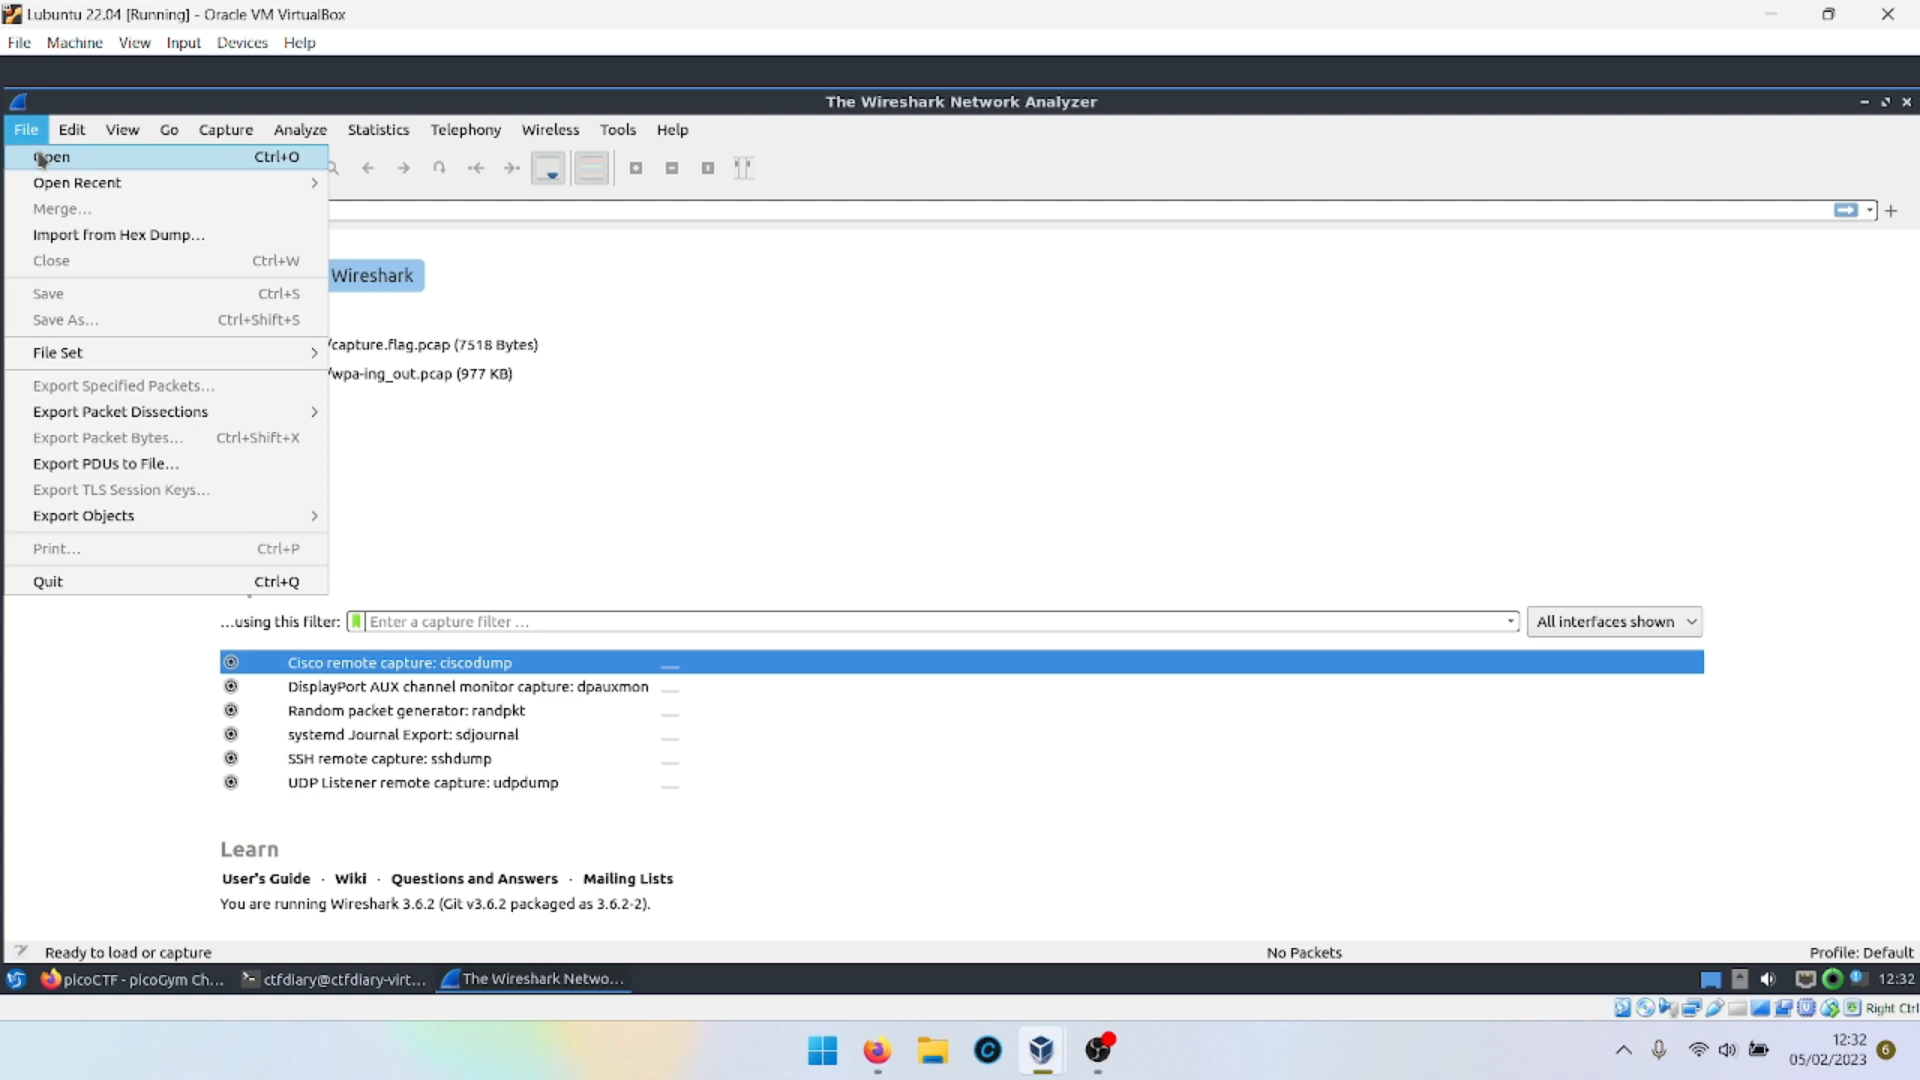 Lubuntu 22.04 [Running] - Oracle VM VirtualBox
File Machine View Input Devices Help
The Wireshark Network Analyzer
File Edit View Go Capture Analyze Statistics Telephony Wireless Tools Help
Open Ctrl+O
Open Recent
Merge...
Import from Hex Dump...
Close Ctrl+W
Wireshark
Save Ctrl+S
Save As... Ctrl+Shift+S
/capture.flag.pcap (7518 Bytes)
File Set
/wpa-ing_out.pcap (977 KB)
Export Specified Packets...
Export Packet Dissections
Export Packet Bytes... Ctrl+Shift+X
Export PDUs to File...
Export TLS Session Keys...
Export Objects
Print... Ctrl+P
Quit Ctrl+Q
...using this filter: Enter a capture filter ... All interfaces shown
Cisco remote capture: ciscodump
DisplayPort AUX channel monitor capture: dpauxmon
Random packet generator: randpkt
systemd Journal Export: sdjournal
SSH remote capture: sshdump
UDP Listener remote capture: udpdump
Learn
User's Guide · Wiki · Questions and Answers · Mailing Lists
You are running Wireshark 3.6.2 (Git v3.6.2 packaged as 3.6.2-2).
Ready to load or capture No Packets Profile: Default
picoCTF - picoGym Ch... ctfdiary@ctfdiary-virt... The Wireshark Netwo... 12:32
Right Ctrl
12:32
05/02/2023 6